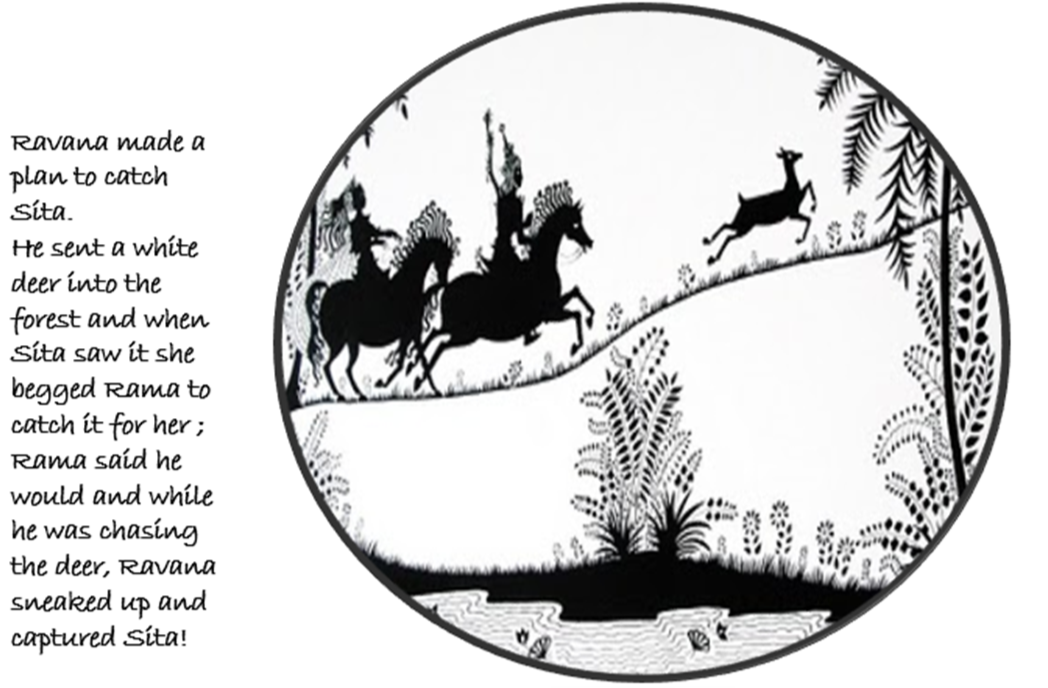 Ravana made a
plan to catch
Sita.
He sent a white
deer into the
forest and when
Sita saw it she
begged Rama to
catch it for her ;
Rama said he
would and while
he was chasing
the deer, Ravana
sneaked up and
captured Sita!